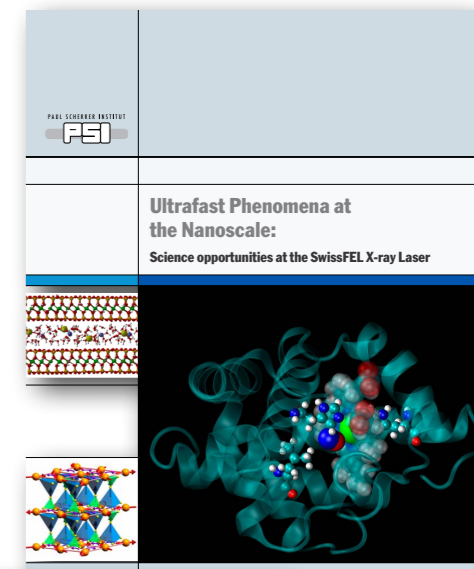 PAUL SCHERRER INSTITUT
PSI
Ultrafast Phenomena at
the Nanoscale:
Science opportunities at the SwissFEL X-ray Laser